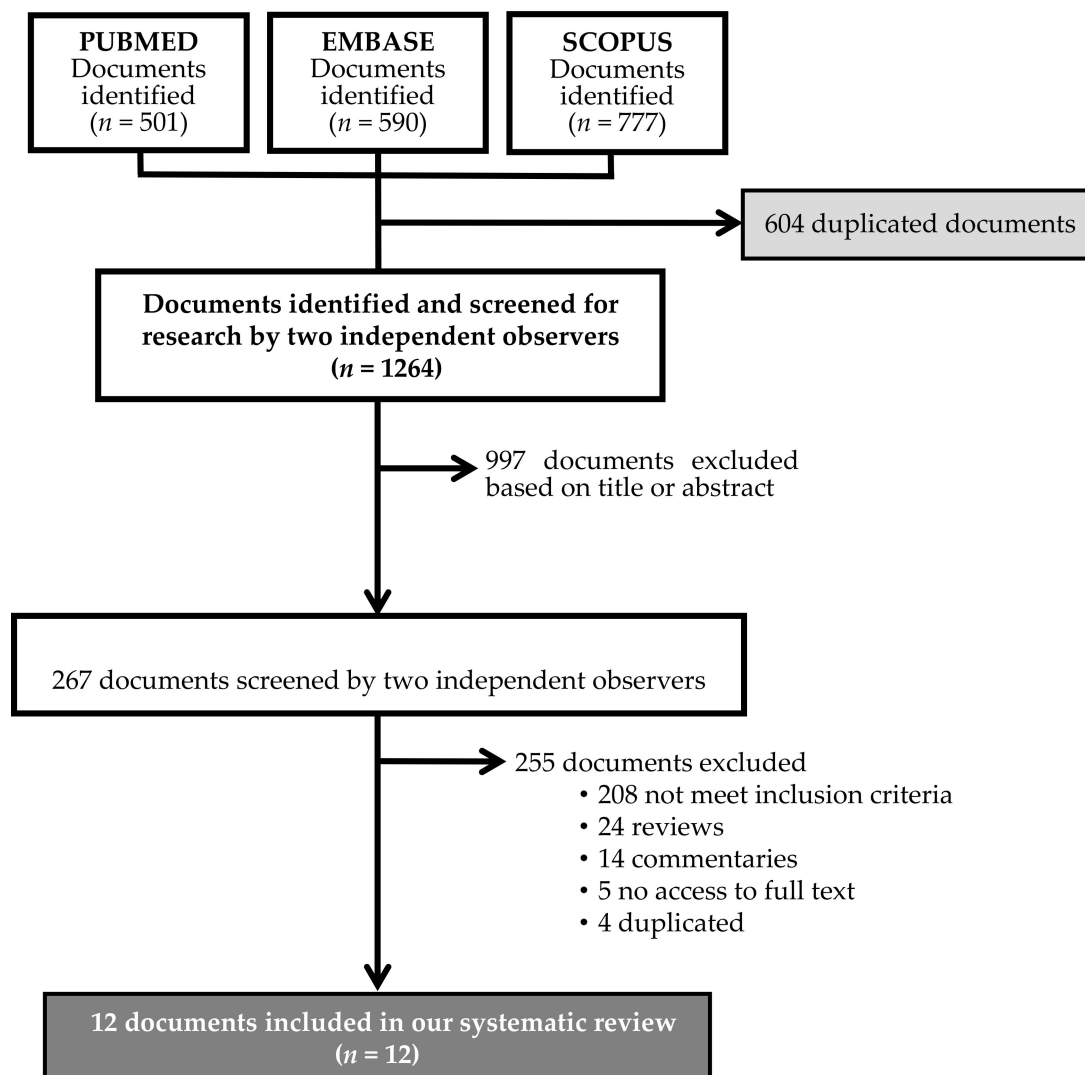 PUBMED
Documents
identified
(n = 501)
EMBASE
Documents
identified
(n = 590)
SCOPUS
Documents
identified
(n = 777)
604 duplicated documents
Documents identified and screened for
research by two independent observers
(n = 1264)
997 documents excluded
based on title or abstract
267 documents screened by two independent observers
255 documents excluded
• 208 not meet inclusion criteria
• 24 reviews
• 14 commentaries
• 5 no access to full text
• 4 duplicated
12 documents included in our systematic review
(n = 12)